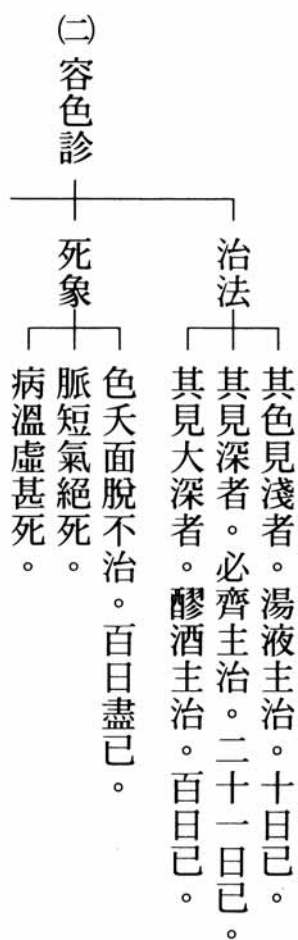 ㈡容色診
治法
其色見淺者。湯液主治。十日已。
其見深者。必齊主治。二十一日已。
其見大深者。醪酒主治。百日已。
死象
色夭面脫不治。百日盡已。
脈短氣絕死。
病溫虛甚死。